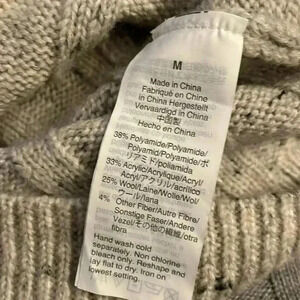 M
Made in China
Fabriqué en Chine
in China Hergestellt
Vervaardigd in China
中国製
Hecho en China
38% Polyamide/Polyamide/
Polyamid/Polyamide/ポ
リアミド/poliamida
33% Acrylic/Acrylique/Acryl/
Acryl/アクリル/acrílico
25% Wool/Laine/Wolle/Wol/
ウール/lana
4% Other Fiber/Autre Fibre/
Sonstige Faser/Andere
Vezel/その他の繊維/otra
fibra
Hand wash cold
separately. Non chlorine
bleach only. Reshape and
lay flat to dry. Iron on
lowest setting.